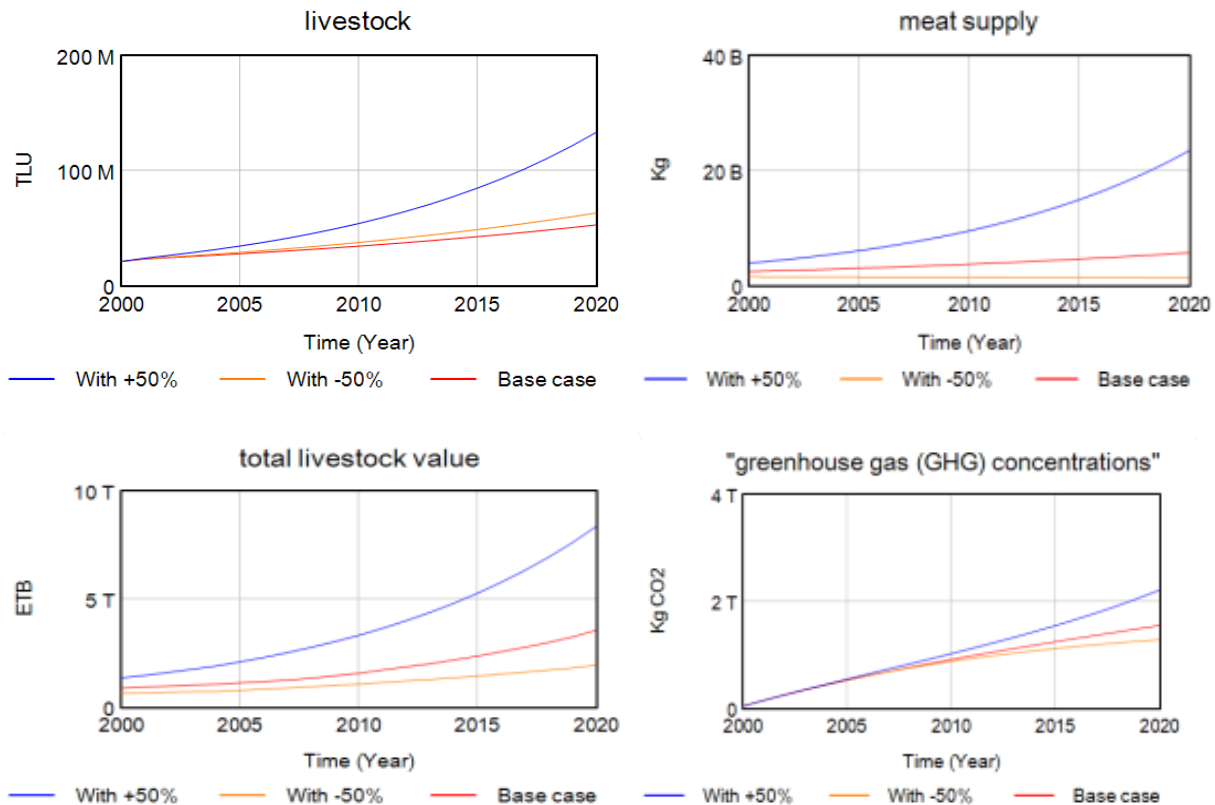 livestock
200 M
100 M
0
TLU
2000 2005 2010 2015 2020
Time (Year)
With +50% With -50% Base case
meat supply
40 B
20 B
0
Kg
2000 2005 2010 2015 2020
Time (Year)
With +50% With -50% Base case
total livestock value
10 T
5 T
0
ETB
2000 2005 2010 2015 2020
Time (Year)
With +50% With -50% Base case
"greenhouse gas (GHG) concentrations"
4 T
2 T
0
Kg CO2
2000 2005 2010 2015 2020
Time (Year)
With +50% With -50% Base case